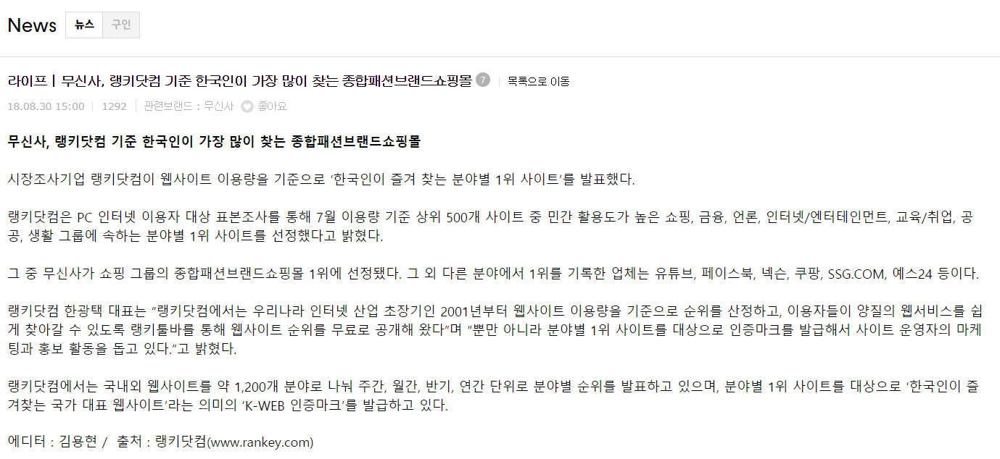 News 뉴스 구인
라이프 | 무신사, 랭키닷컴 기준 한국인이 가장 많이 찾는 종합패션브랜드쇼핑몰 7 목록으로 이동
18.08.30 15:00 1292 관련브랜드 : 무신사 좋아요
무신사, 랭키닷컴 기준 한국인이 가장 많이 찾는 종합패션브랜드쇼핑몰
시장조사기업 랭키닷컴이 웹사이트 이용량을 기준으로 ‘한국인이 즐겨 찾는 분야별 1위 사이트’를 발표했다.
랭키닷컴은 PC 인터넷 이용자 대상 표본조사를 통해 7월 이용량 기준 상위 500개 사이트 중 민간 활용도가 높은 쇼핑, 금융, 언론, 인터넷/엔터테인먼트, 교육/취업, 공
공, 생활 그룹에 속하는 분야별 1위 사이트를 선정했다고 밝혔다.
그 중 무신사가 쇼핑 그룹의 종합패션브랜드쇼핑몰 1위에 선정됐다. 그 외 다른 분야에서 1위를 기록한 업체는 유튜브, 페이스북, 넥슨, 쿠팡, SSG.COM, 예스24 등이다.
랭키닷컴 한광택 대표는 “랭키닷컴에서는 우리나라 인터넷 산업 초장기인 2001년부터 웹사이트 이용량을 기준으로 순위를 산정하고, 이용자들이 양질의 웹서비스를 쉽
게 찾아갈 수 있도록 랭키툴바를 통해 웹사이트 순위를 무료로 공개해 왔다”며 “뿐만 아니라 분야별 1위 사이트를 대상으로 인증마크를 발급해서 사이트 운영자의 마케
팅과 홍보 활동을 돕고 있다.”고 밝혔다.
랭키닷컴에서는 국내외 웹사이트를 약 1,200개 분야로 나눠 주간, 월간, 반기, 연간 단위로 분야별 순위를 발표하고 있으며, 분야별 1위 사이트를 대상으로 ‘한국인이 즐
겨찾는 국가 대표 웹사이트’라는 의미의 ‘K-WEB 인증마크’를 발급하고 있다.
에디터 : 김용현 / 출처 : 랭키닷컴(www.rankey.com)